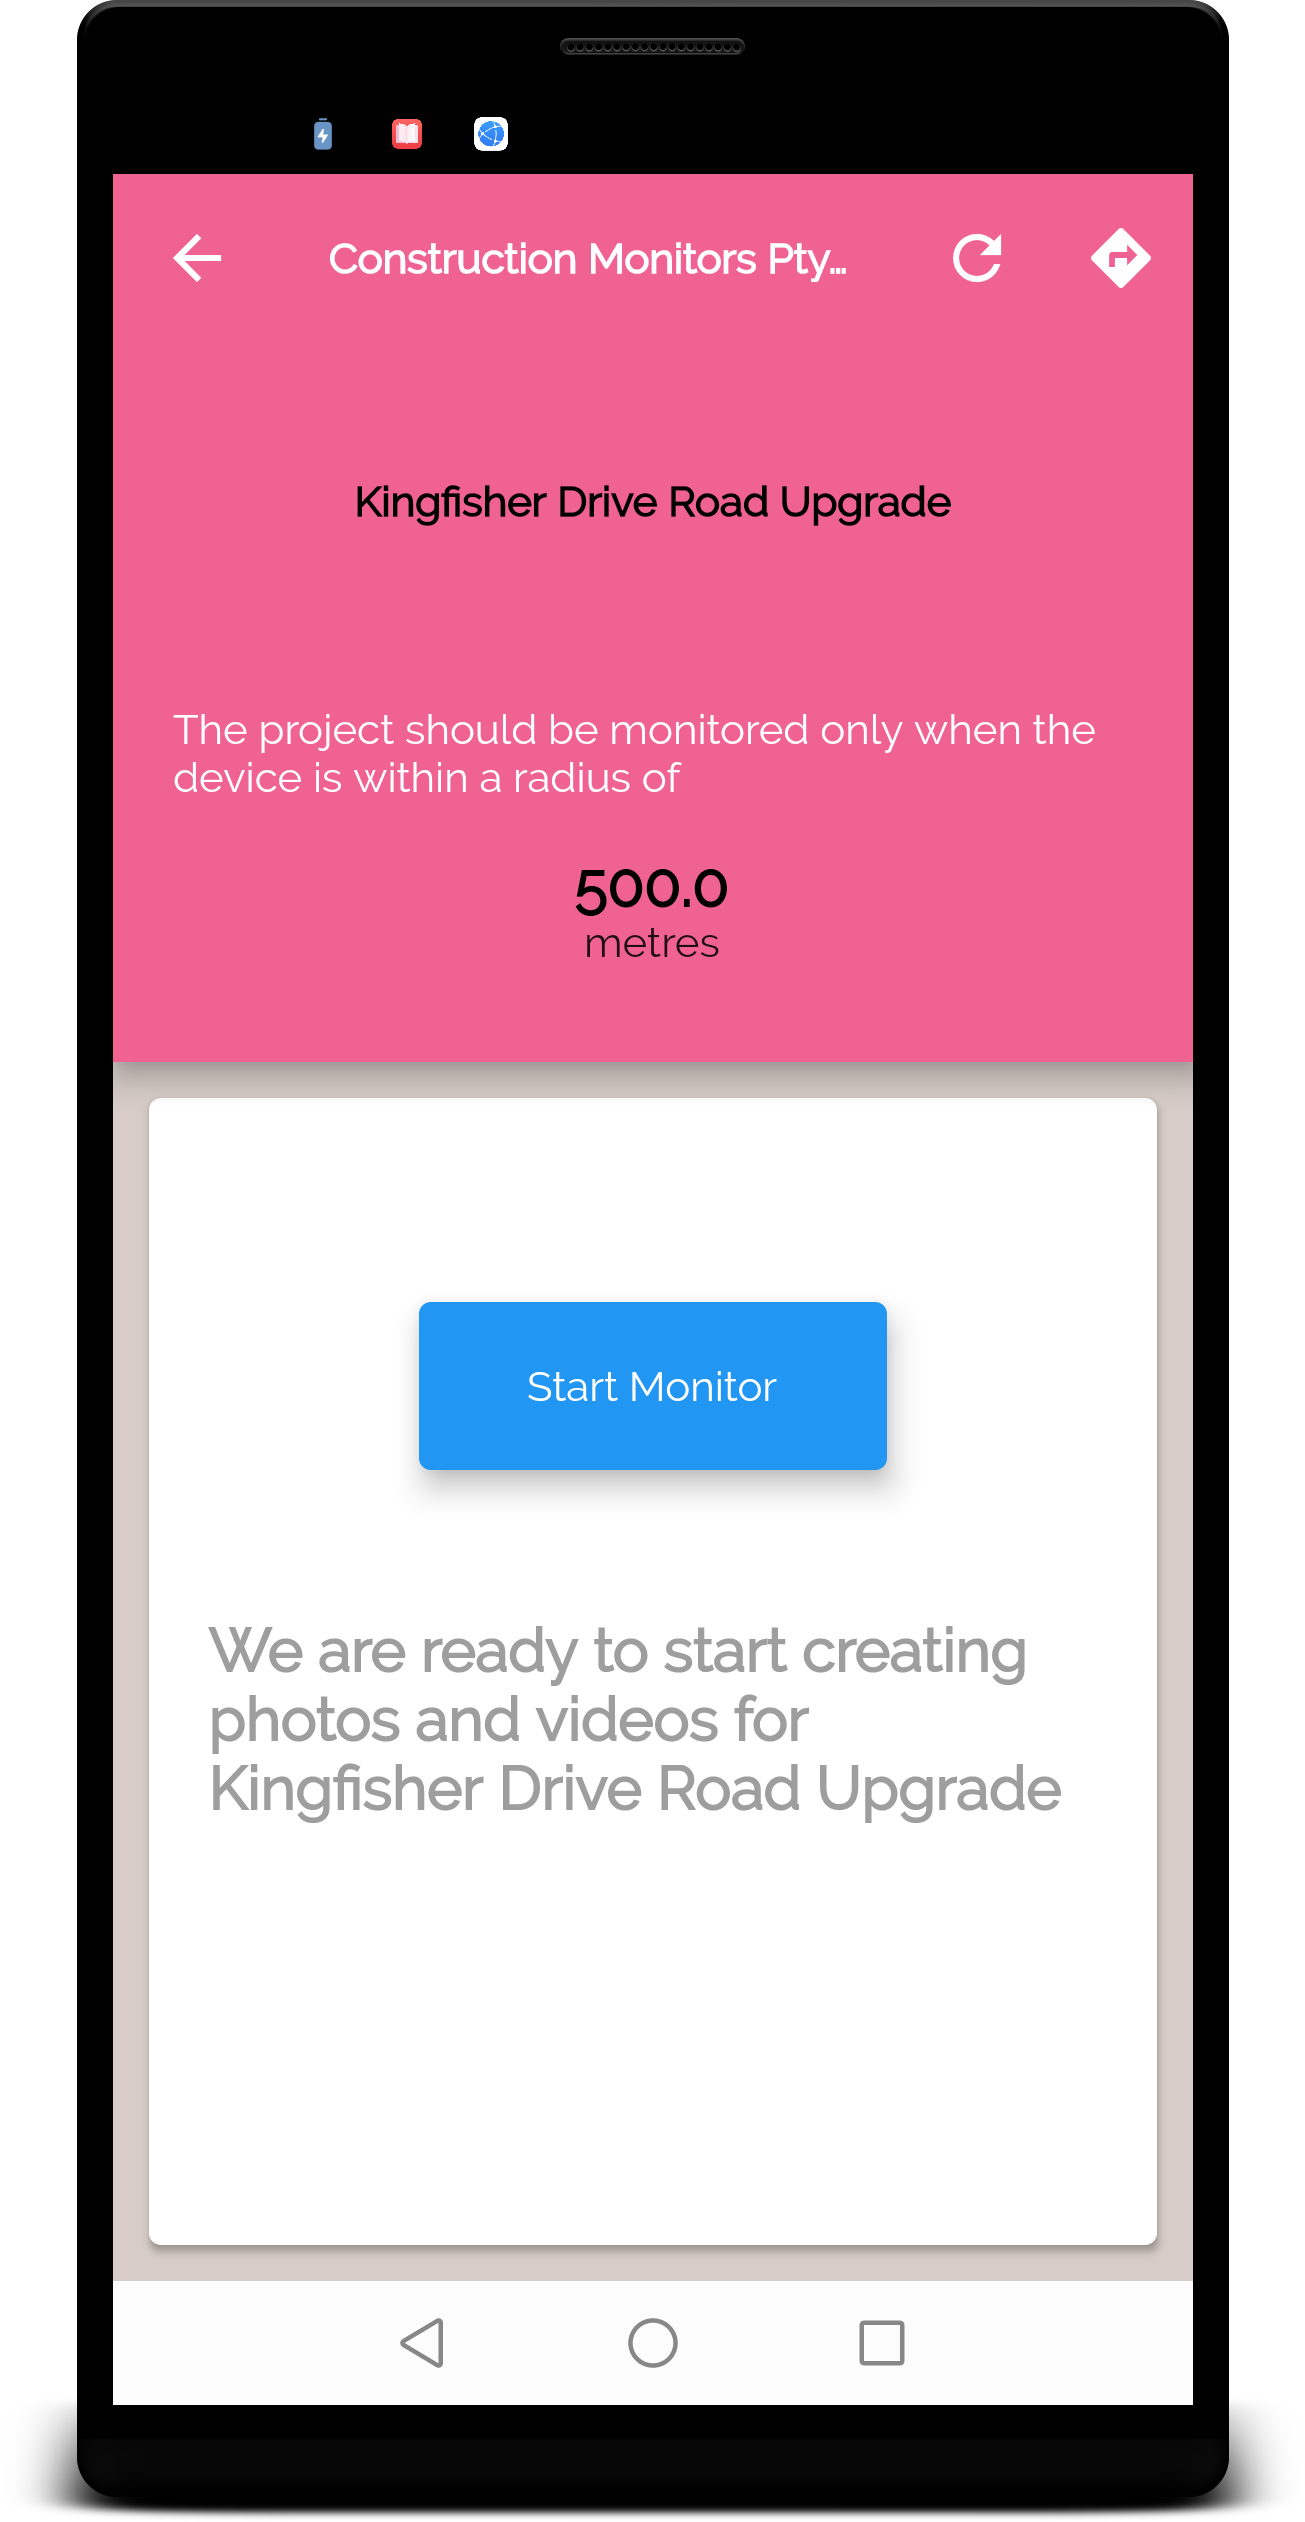 Construction Monitors Pty...
Kingfisher Drive Road Upgrade
The project should be monitored only when the
device is within a radius of
500.0
metres
Start Monitor
We are ready to start creating
photos and videos for
Kingfisher Drive Road Upgrade